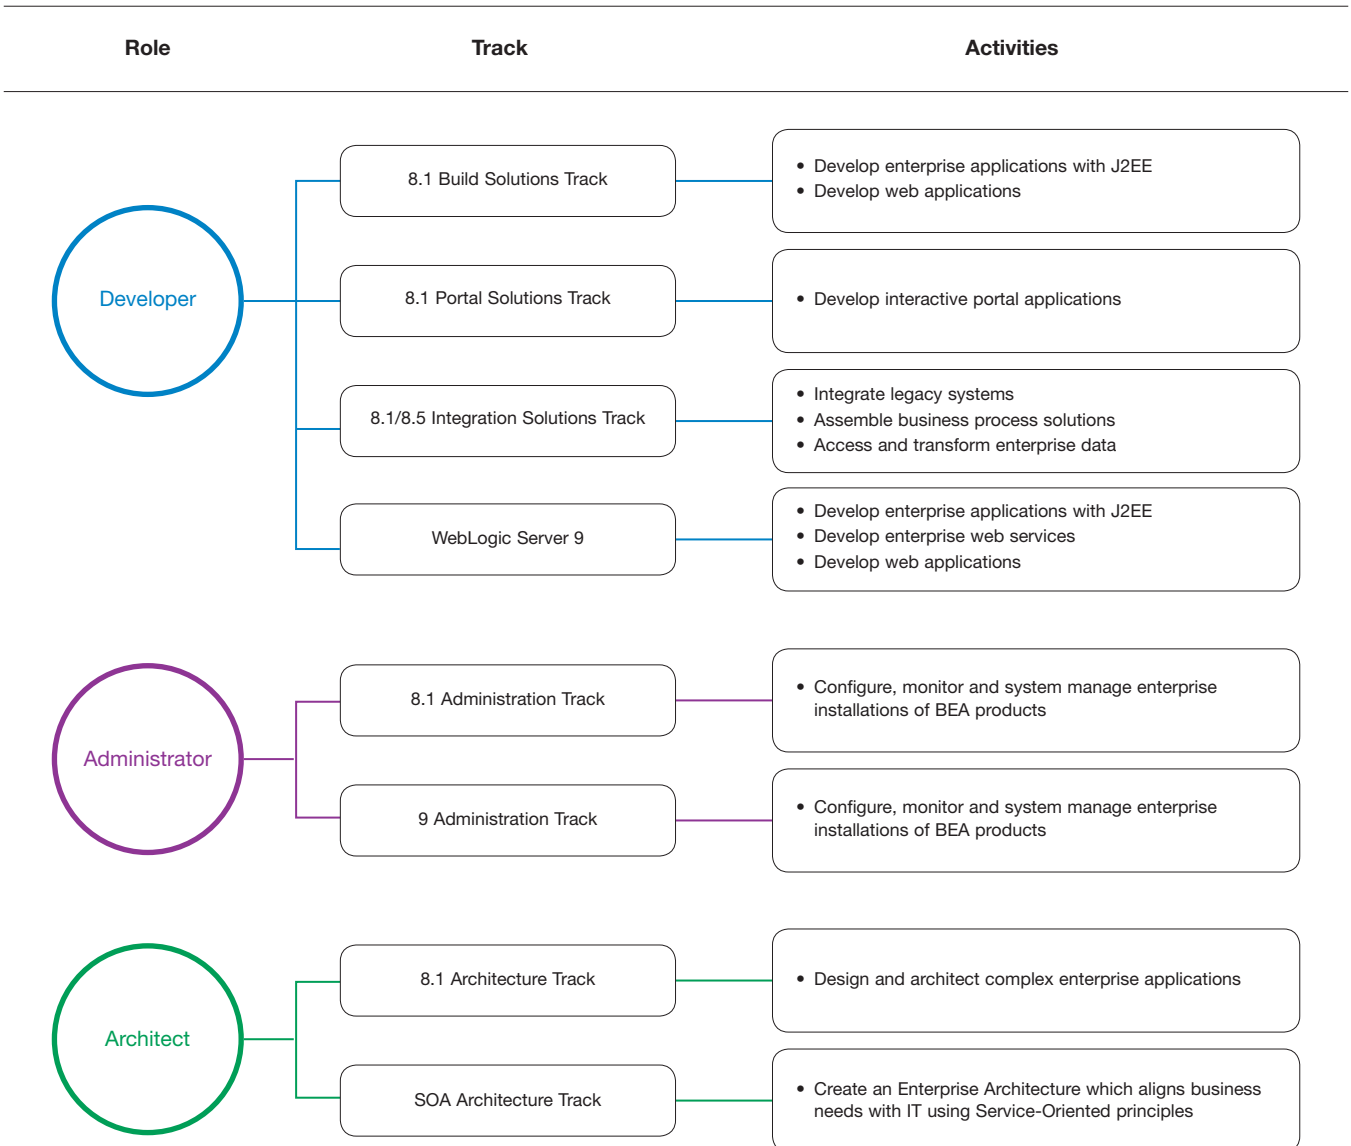 Role Track Activities
Developer
8.1 Build Solutions Track
• Develop enterprise applications with J2EE
• Develop web applications
8.1 Portal Solutions Track
• Develop interactive portal applications
8.1/8.5 Integration Solutions Track
• Integrate legacy systems
• Assemble business process solutions
• Access and transform enterprise data
WebLogic Server 9
• Develop enterprise applications with J2EE
• Develop enterprise web services
• Develop web applications
Administrator
8.1 Administration Track
• Configure, monitor and system manage enterprise
installations of BEA products
9 Administration Track
• Configure, monitor and system manage enterprise
installations of BEA products
Architect
8.1 Architecture Track
• Design and architect complex enterprise applications
SOA Architecture Track
• Create an Enterprise Architecture which aligns business
needs with IT using Service-Oriented principles